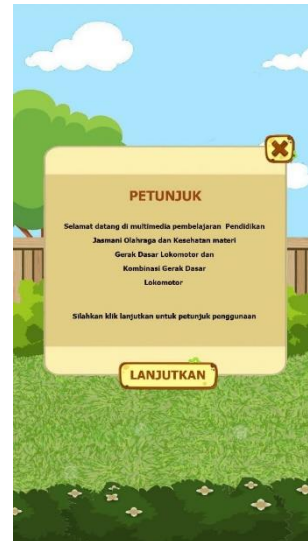 PETUNJUK
Selamat datang di multimedia pembelajaran Pendidikan
Jasmani Olahraga dan Kesehatan materi
Gerak Dasar Lokomotor dan
Kombinasi Gerak Dasar
Lokomotor
Silahkan klik lanjutkan untuk petunjuk penggunaan
LANJUTKAN